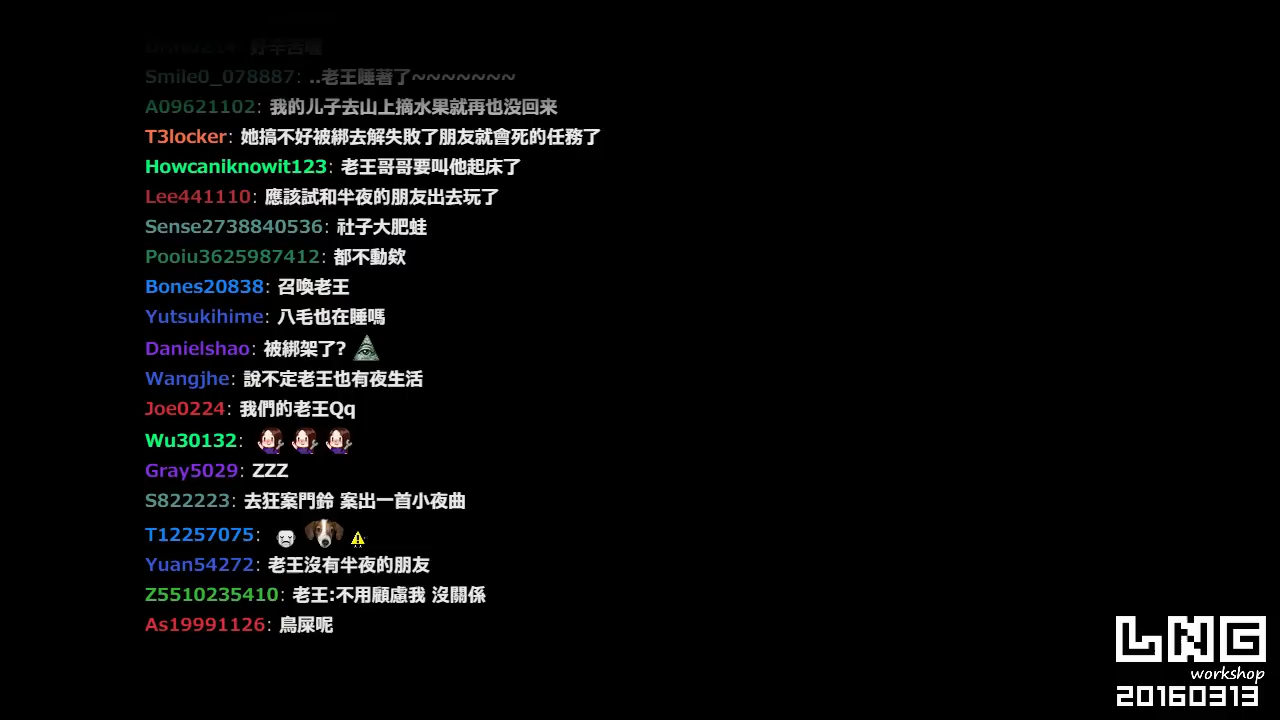 好辛苦喔
Smile0_078887: ..老王睡著了~~~~~~~
A09621102: 我的儿子去山上摘水果就再也没回来
T3locker: 她搞不好被綁去解失敗了朋友就會死的任務了
Howcaniknowit123: 老王哥哥要叫他起床了
Lee441110: 應該試和半夜的朋友出去玩了
Sense2738840536: 社子大肥蛙
Pooiu3625987412: 都不動欸
Bones20838: 召喚老王
Yutsukihime: 八毛也在睡嗎
Danielshao: 被綁架了?
Wangjhe: 說不定老王也有夜生活
Joe0224: 我們的老王Qq
Wu30132:
Gray5029: ZZZ
S822223: 去狂案門鈴 案出一首小夜曲
T12257075:
Yuan54272: 老王沒有半夜的朋友
Z5510235410: 老王:不用顧慮我 沒關係
As19991126: 鳥屎呢
LNG
workshop
20160313